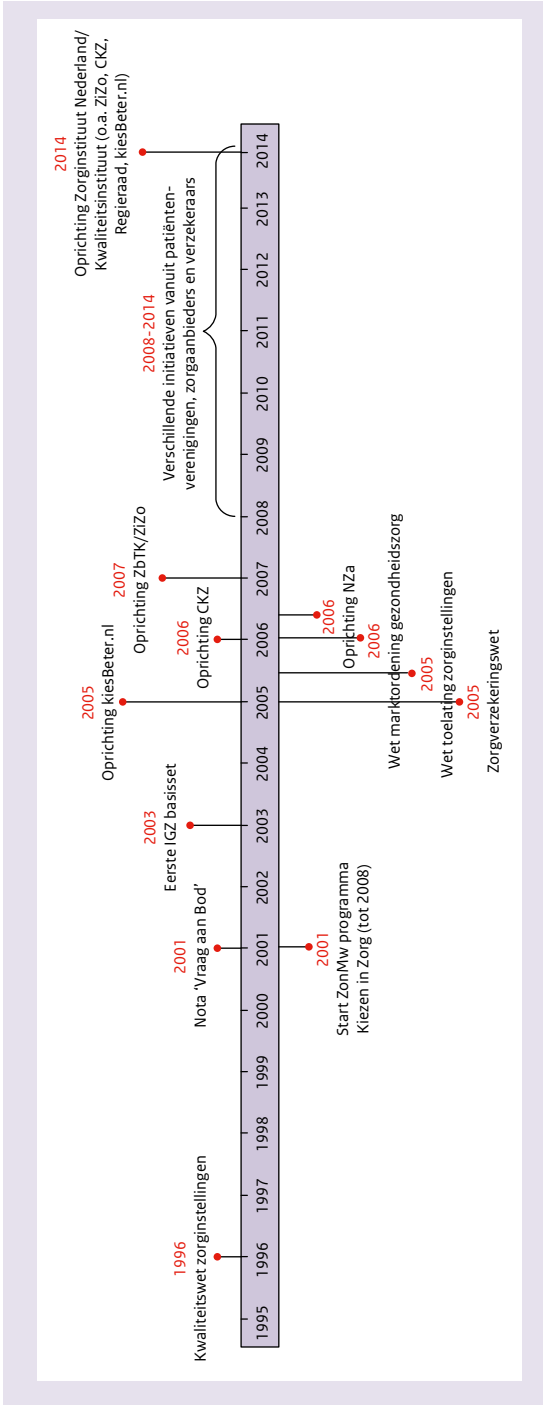 1996
Kwaliteitswet zorginstellingen
2001
Nota ‘Vraag aan Bod’
2003
Eerste IGZ basisset
2005
Oprichting kiesBeter.nl
2006
Oprichting CKZ
2007
Oprichting ZbTK/ZiZo
2008-2014
Verschillende initiatieven vanuit patiënten-
verenigingen, zorgaanbieders en verzekeraars
2014
Oprichting Zorginstituut Nederland/
Kwaliteitsinstituut (o.a. ZiZo, CKZ,
Regieraad, kiesBeter.nl)
1995 1996 1997 1998 1999 2000 2001 2002 2003 2004 2005 2006 2007 2008 2009 2010 2011 2012 2013 2014
2001
Start ZonMw programma
Kiezen in Zorg (tot 2008)
2006
Oprichting NZa
2006
Wet marktordening gezondheidszorg
2005
Wet toelating zorginstellingen
2005
Zorgverzekeringswet